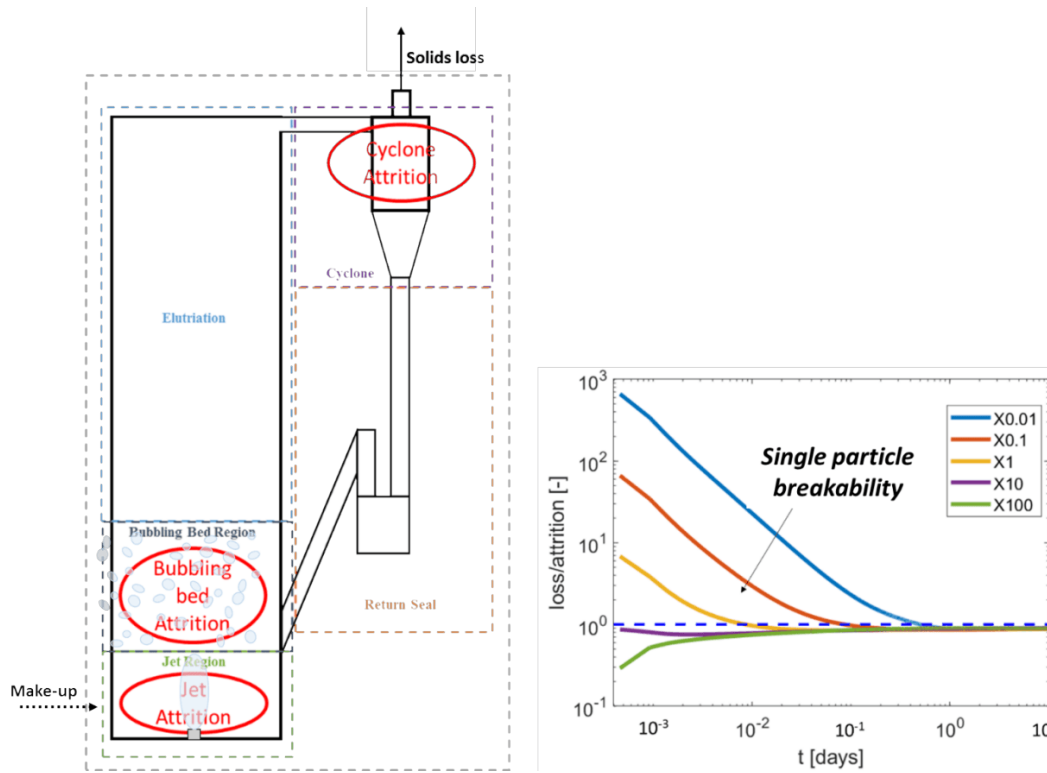 Solids loss
Cyclone
Attrition
Cyclone
Elutriation
Bubbling Bed Region
Bubbling
bed
Attrition
Return Seal
Jet Region
Make-up
Jet
Attrition
10³
10²
10¹
10⁰
10⁻¹
loss/attrition [-]
Single particle
breakability
X0.01
X0.1
X1
X10
X100
10⁻³
10⁻²
10⁻¹
10⁰
10
t [days]